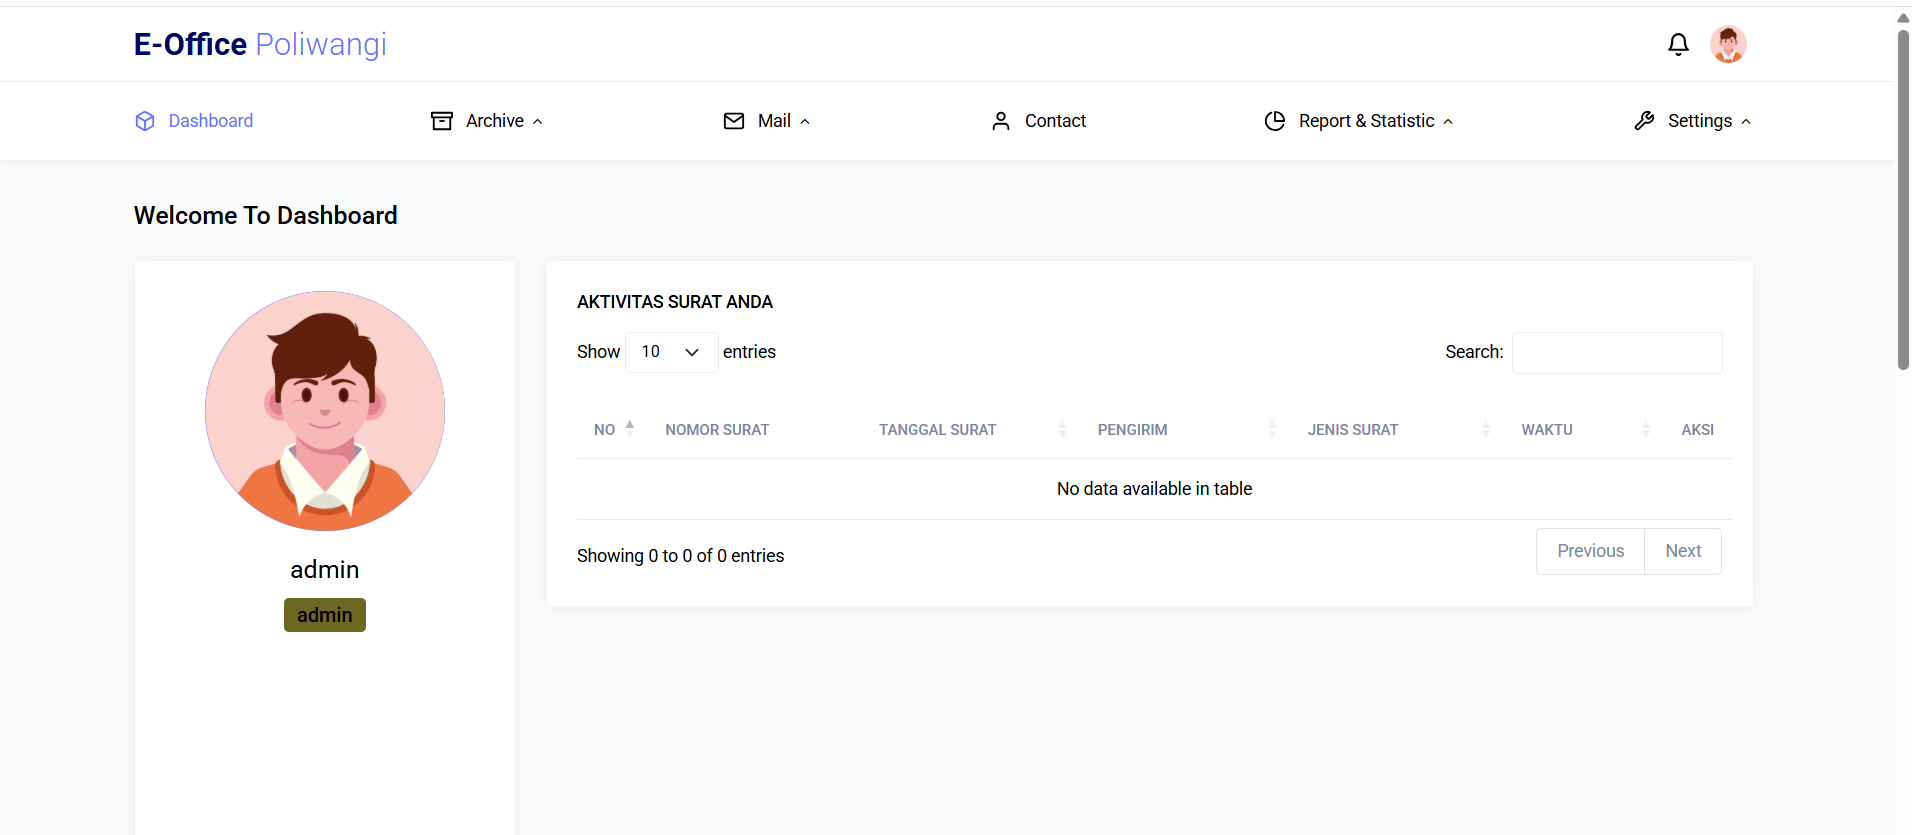 E-Office Poliwangi
Dashboard Archive Mail Contact Report & Statistic Settings
Welcome To Dashboard
admin
admin
AKTIVITAS SURAT ANDA
Show 10 entries Search:
NO NOMOR SURAT TANGGAL SURAT PENGIRIM JENIS SURAT WAKTU AKSI
No data available in table
Showing 0 to 0 of 0 entries Previous Next